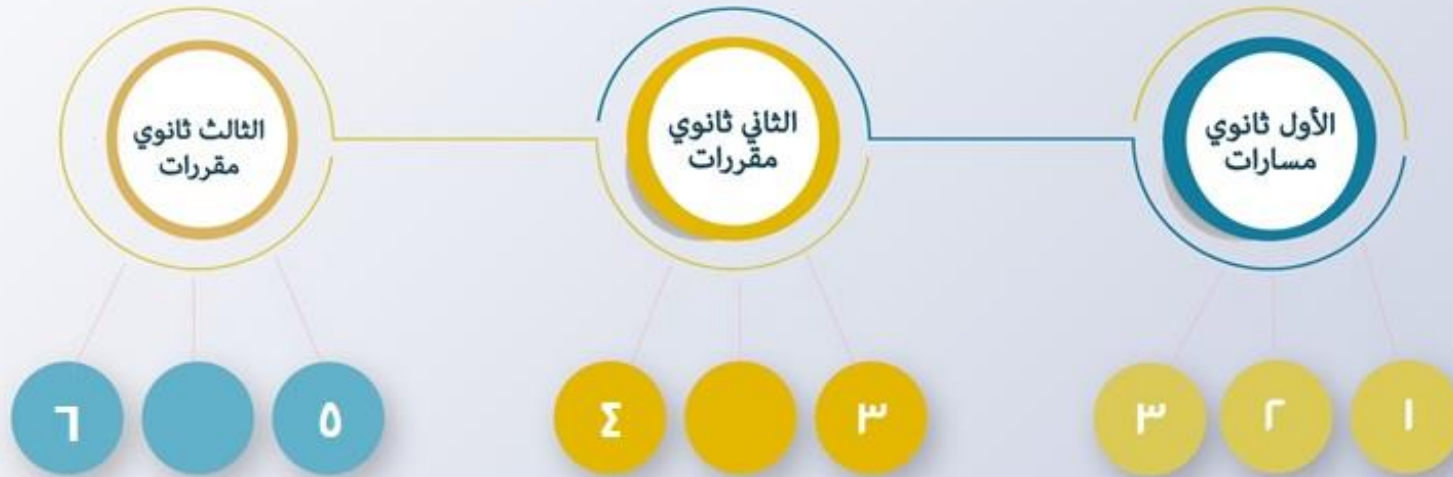 الأول ثانوي
مسارات
الثاني ثانوي
مقررات
الثالث ثانوي
مقررات
١
٢
٣
٣
٤
٥
٦